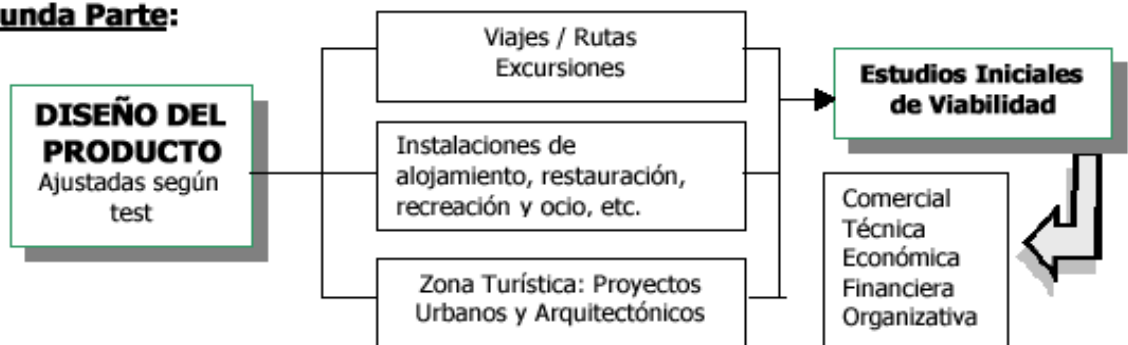 unda Parte:
DISEÑO DEL
PRODUCTO
Ajustadas según
test
Viajes / Rutas
Excursiones
Instalaciones de
alojamiento, restauración,
recreación y ocio, etc.
Zona Turística: Proyectos
Urbanos y Arquitectónicos
Estudios Iniciales
de Viabilidad
Comercial
Técnica
Económica
Financiera
Organizativa